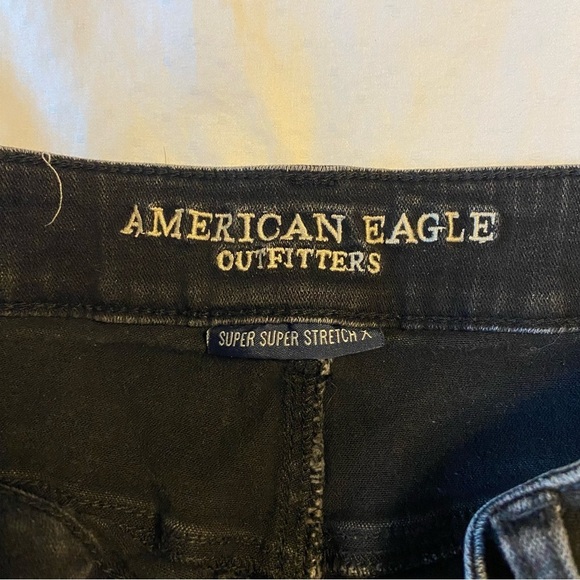 AMERICAN EAGLE
OUTFITTERS
SUPER SUPER STRETCH X